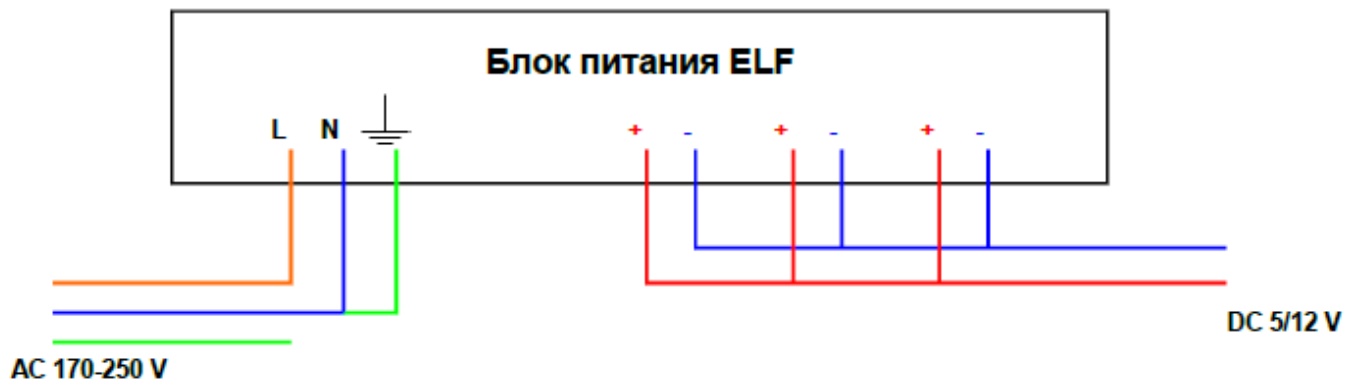 Блок питания ELF
L N + - + - + -
DC 5/12 V
AC 170-250 V